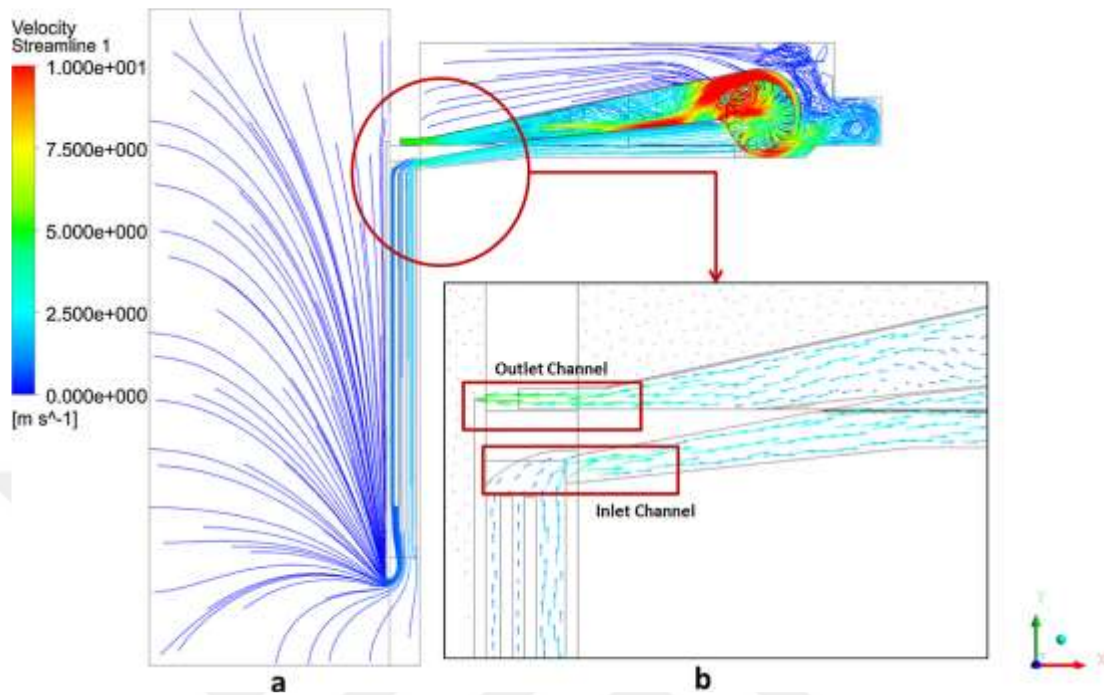 Velocity
Streamline 1
1.000e+001
7.500e+000
5.000e+000
2.500e+000
0.000e+000
[m s^-1]
Outlet Channel
Inlet Channel
a
b
Y
X